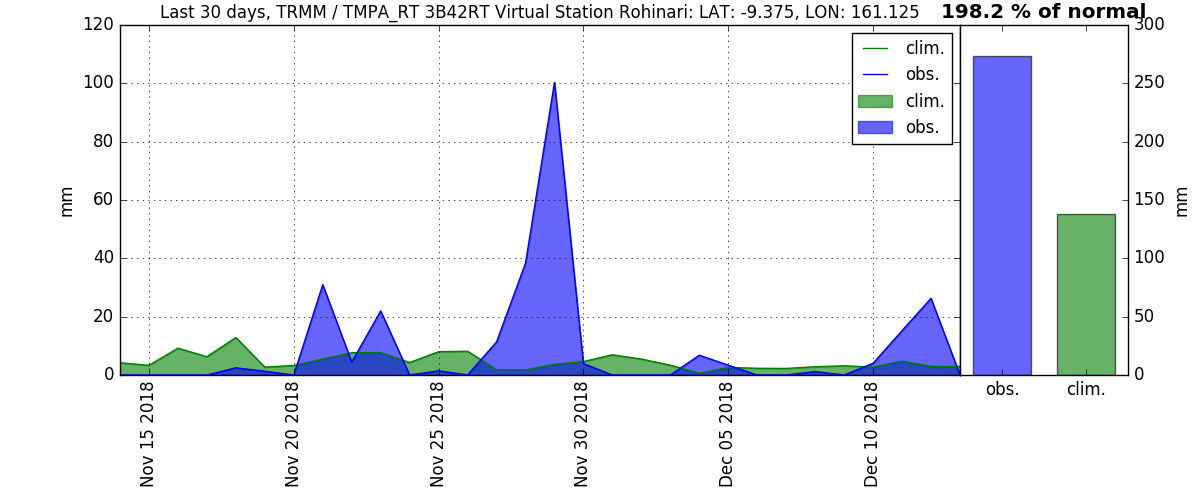 Last 30 days, TRMM / TMPA_RT 3B42RT Virtual Station Rohinari: LAT: -9.375, LON: 161.125 198.2 % of normal
120
100
80
60
40
20
0
mm
clim.
obs.
clim.
obs.
300
250
200
150
100
50
0
mm
obs. clim.
Nov 15 2018
Nov 20 2018
Nov 25 2018
Nov 30 2018
Dec 05 2018
Dec 10 2018